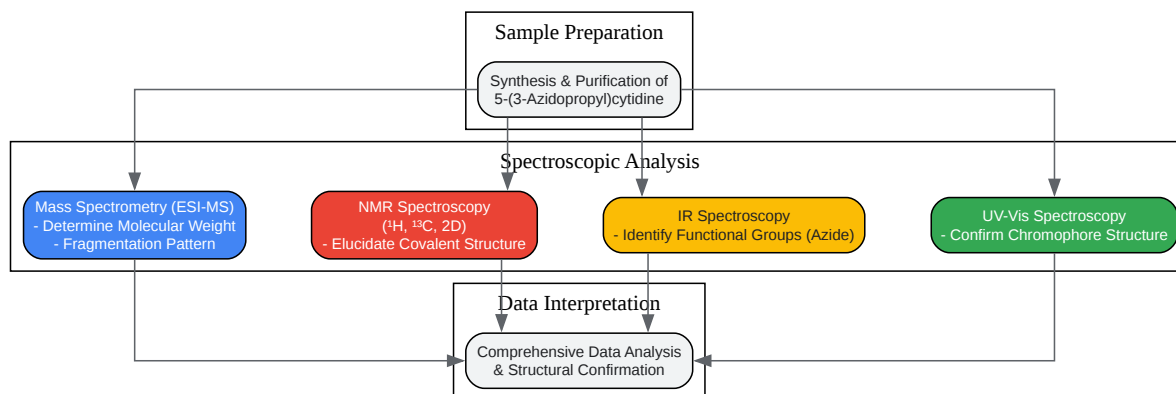 Sample Preparation
Synthesis & Purification of
5-(3-Azidopropyl)cytidine
Spectroscopic Analysis
Mass Spectrometry (ESI-MS)
- Determine Molecular Weight
- Fragmentation Pattern
NMR Spectroscopy
(¹H, ¹³C, 2D)
- Elucidate Covalent Structure
IR Spectroscopy
- Identify Functional Groups (Azide)
UV-Vis Spectroscopy
- Confirm Chromophore Structure
Data Interpretation
Comprehensive Data Analysis
& Structural Confirmation